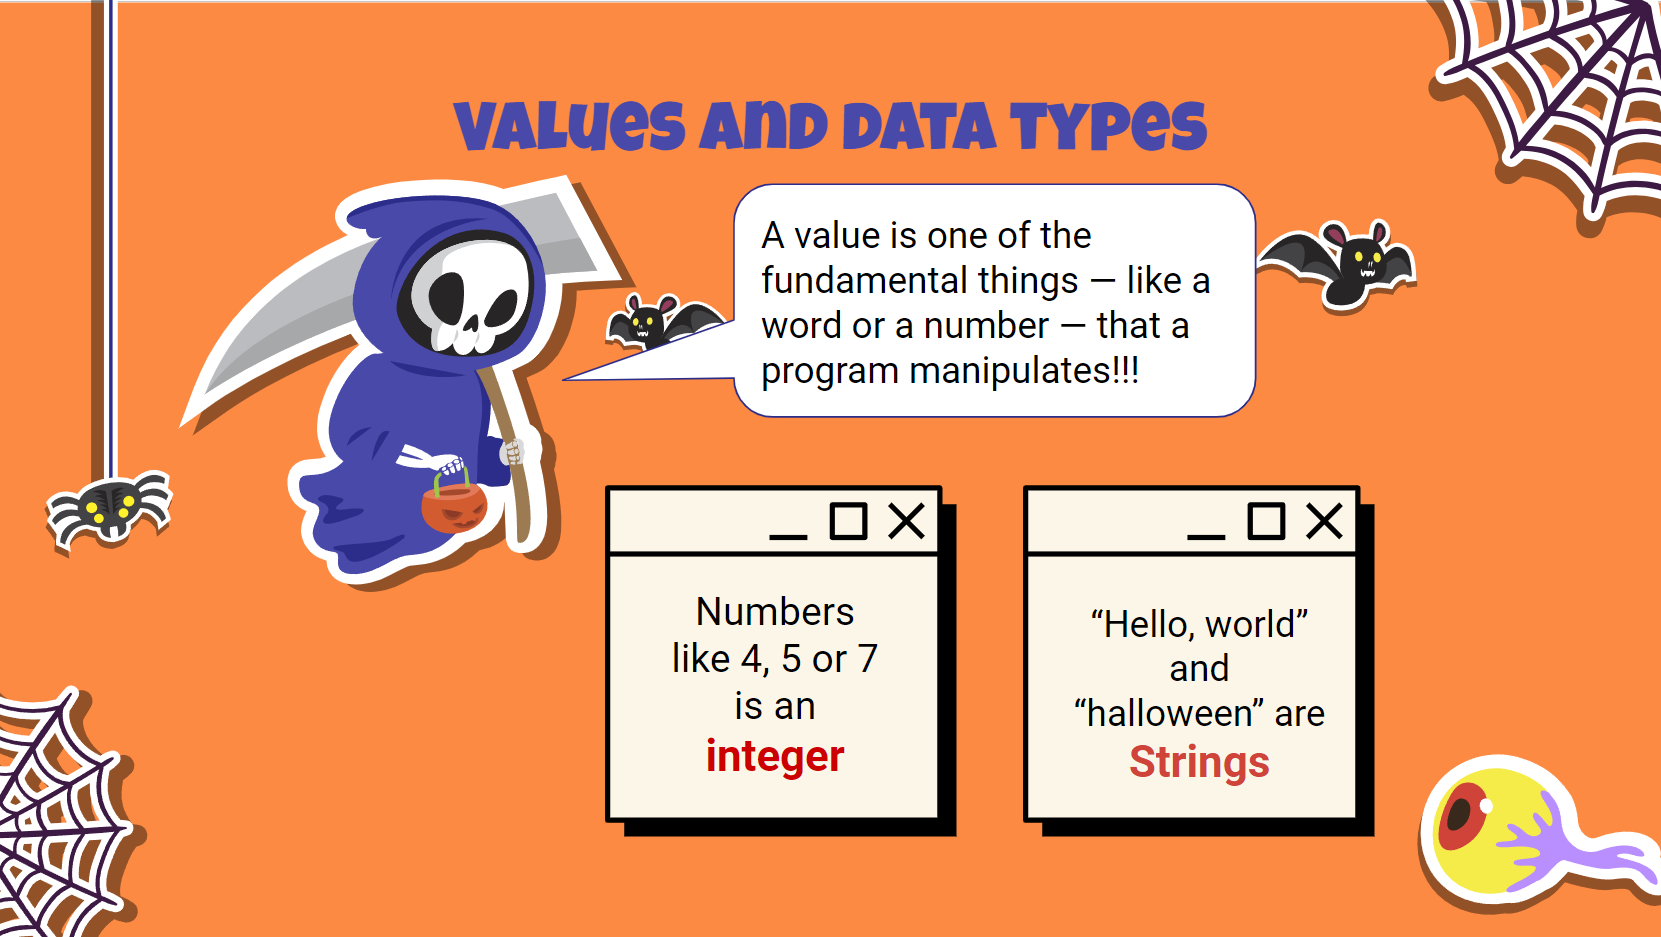 Values and Data Types
A value is one of the
fundamental things — like a
word or a number — that a
program manipulates!!!
Numbers
like 4, 5 or 7
is an
integer
“Hello, world”
and
“halloween” are
Strings